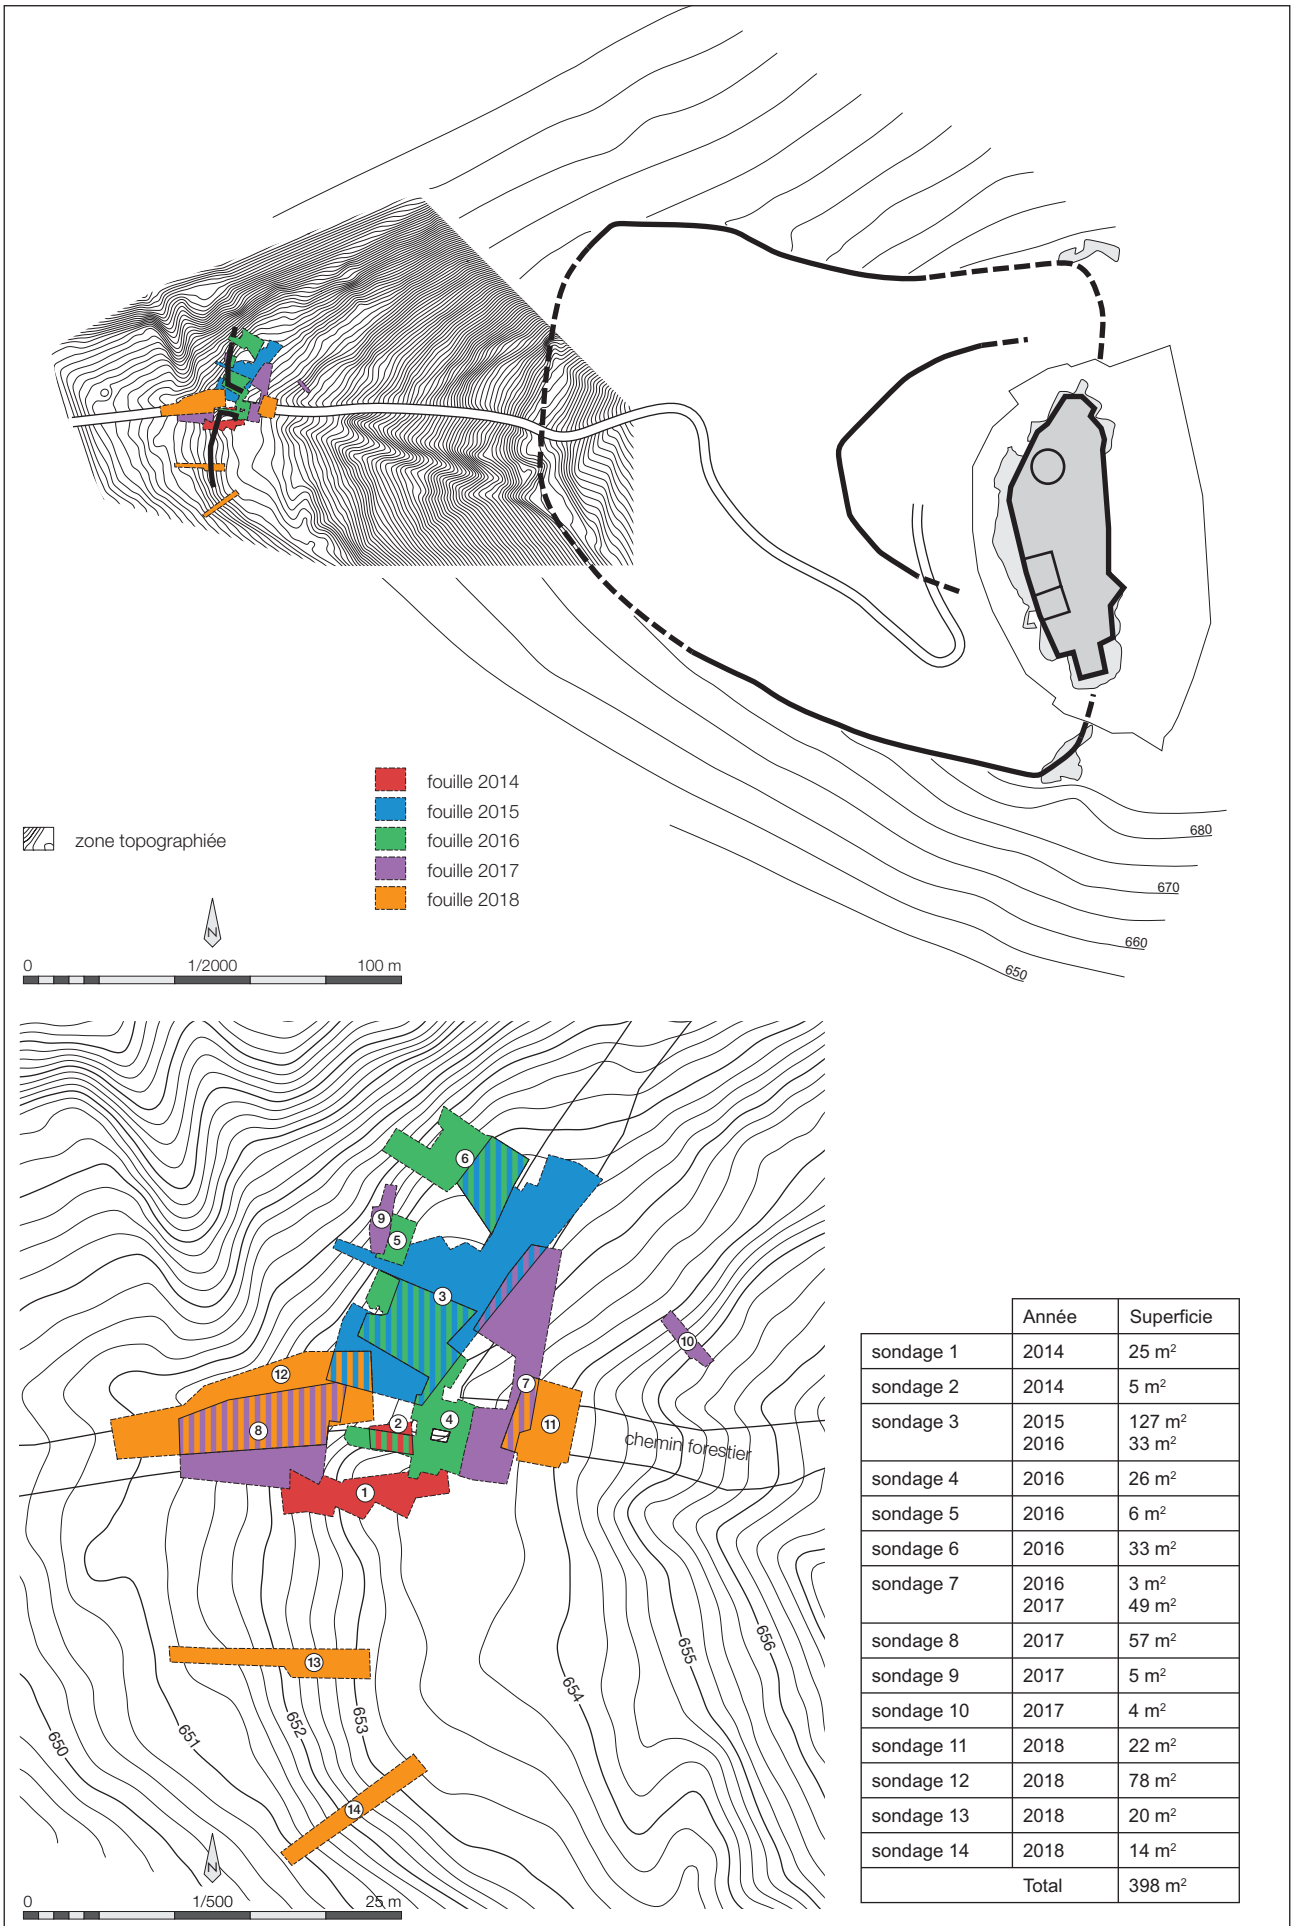 680
670
660
650
fouille 2014
fouille 2015
fouille 2016
fouille 2017
fouille 2018
zone topographiée
N
0 1/2000 100 m
6
9
5
3
10
12
7
8
2
4
11
chemin forestier
1
13
14
650
651
652
653
654
655
656
N
0 1/500 25 m
Année Superficie
sondage 1 2014 25 m²
sondage 2 2014 5 m²
sondage 3 2015 127 m²
2016 33 m²
sondage 4 2016 26 m²
sondage 5 2016 6 m²
sondage 6 2016 33 m²
sondage 7 2016 3 m²
2017 49 m²
sondage 8 2017 57 m²
sondage 9 2017 5 m²
sondage 10 2017 4 m²
sondage 11 2018 22 m²
sondage 12 2018 78 m²
sondage 13 2018 20 m²
sondage 14 2018 14 m²
Total 398 m²